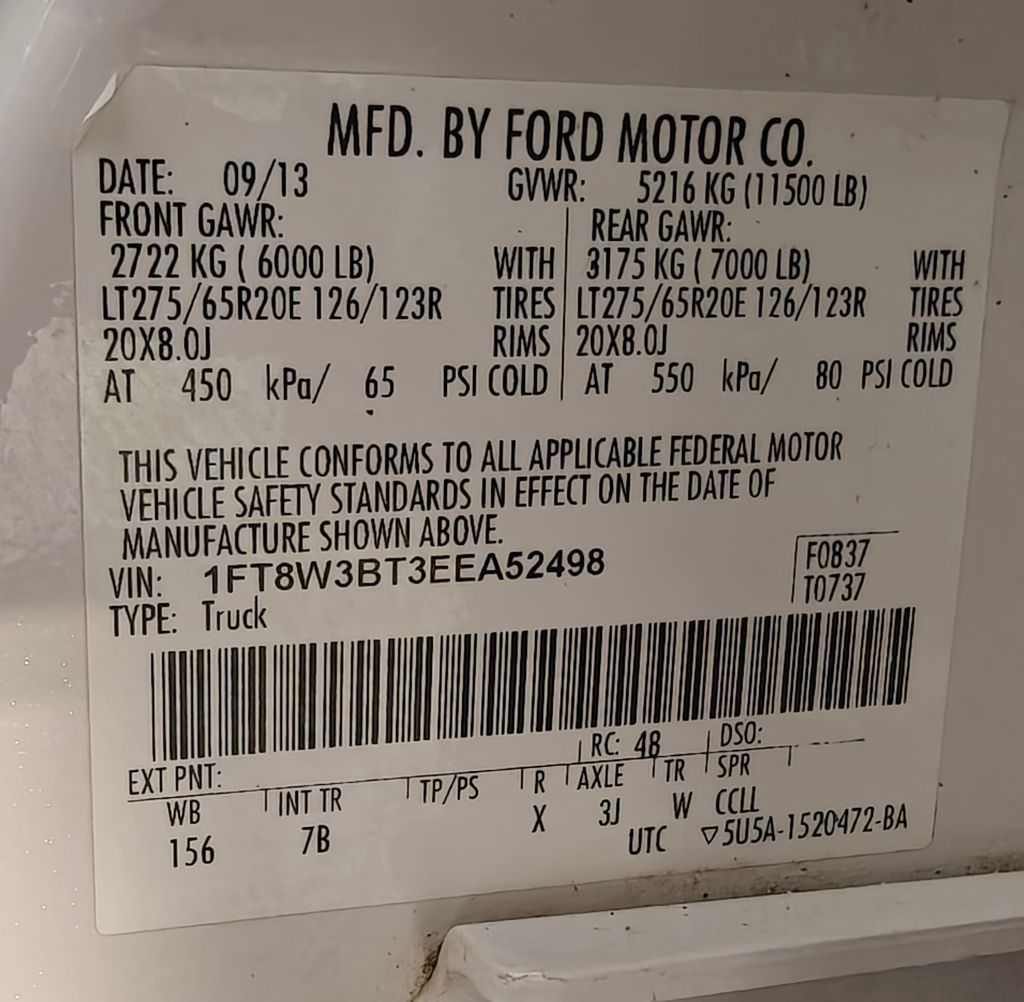 MFD. BY FORD MOTOR CO.
DATE: 09/13 GVWR: 5216 KG (11500 LB)
FRONT GAWR: REAR GAWR:
2722 KG ( 6000 LB) WITH 3175 KG ( 7000 LB) WITH
LT275/65R20E 126/123R TIRES LT275/65R20E 126/123R TIRES
20X8.0J RIMS 20X8.0J RIMS
AT 450 kPa/ 65 PSI COLD AT 550 kPa/ 80 PSI COLD
THIS VEHICLE CONFORMS TO ALL APPLICABLE FEDERAL MOTOR
VEHICLE SAFETY STANDARDS IN EFFECT ON THE DATE OF
MANUFACTURE SHOWN ABOVE.
VIN: 1FT8W3BT3EEA52498 F0837
TYPE: Truck T0737
EXT PNT: RC: 48 DSO:
WB INT TR TP/PS R AXLE TR SPR
156 7B X 3J W CCLL
UTC ▽5U5A-1520472-BA